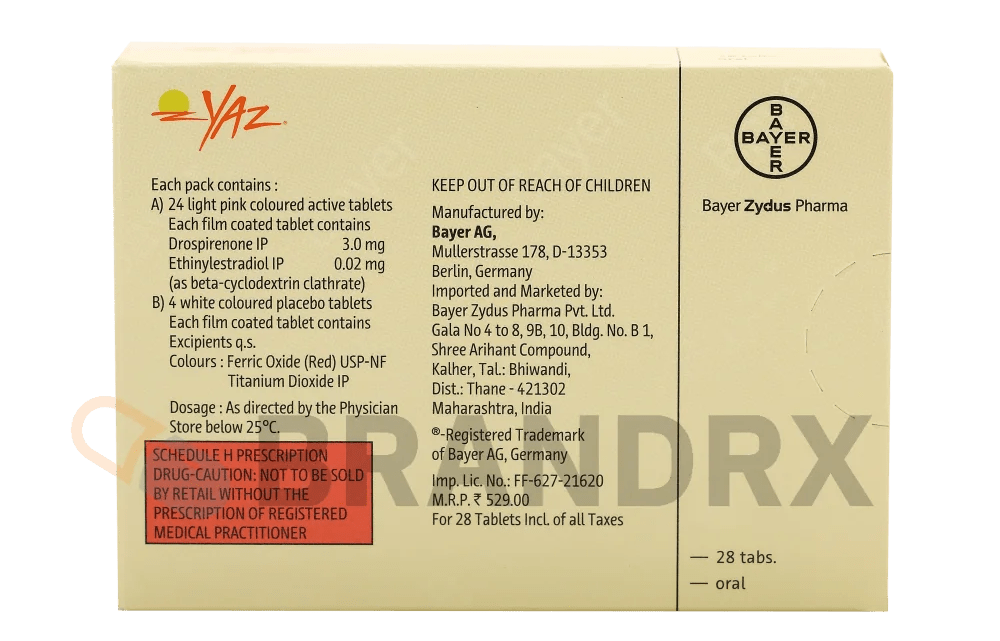 YAZ®
Each pack contains :
A) 24 light pink coloured active tablets
Each film coated tablet contains
Drospirenone IP 3.0 mg
Ethinylestradiol IP 0.02 mg
(as beta-cyclodextrin clathrate)
B) 4 white coloured placebo tablets
Each film coated tablet contains
Excipients q.s.
Colours : Ferric Oxide (Red) USP-NF
Titanium Dioxide IP
Dosage : As directed by the Physician
Store below 25°C.
SCHEDULE H PRESCRIPTION
DRUG-CAUTION: NOT TO BE SOLD
BY RETAIL WITHOUT THE
PRESCRIPTION OF REGISTERED
MEDICAL PRACTITIONER
KEEP OUT OF REACH OF CHILDREN
Manufactured by:
Bayer AG,
Mullerstrasse 178, D-13353
Berlin, Germany
Imported and Marketed by:
Bayer Zydus Pharma Pvt. Ltd.
Gala No 4 to 8, 9B, 10, Bldg. No. B 1,
Shree Arihant Compound,
Kalher, Tal.: Bhiwandi,
Dist.: Thane - 421302
Maharashtra, India
®-Registered Trademark
of Bayer AG, Germany
Imp. Lic. No.: FF-627-21620
M.R.P. ₹ 529.00
For 28 Tablets Incl. of all Taxes
BAYER
BAYER
Bayer Zydus Pharma
— 28 tabs.
— oral
BRANDRX